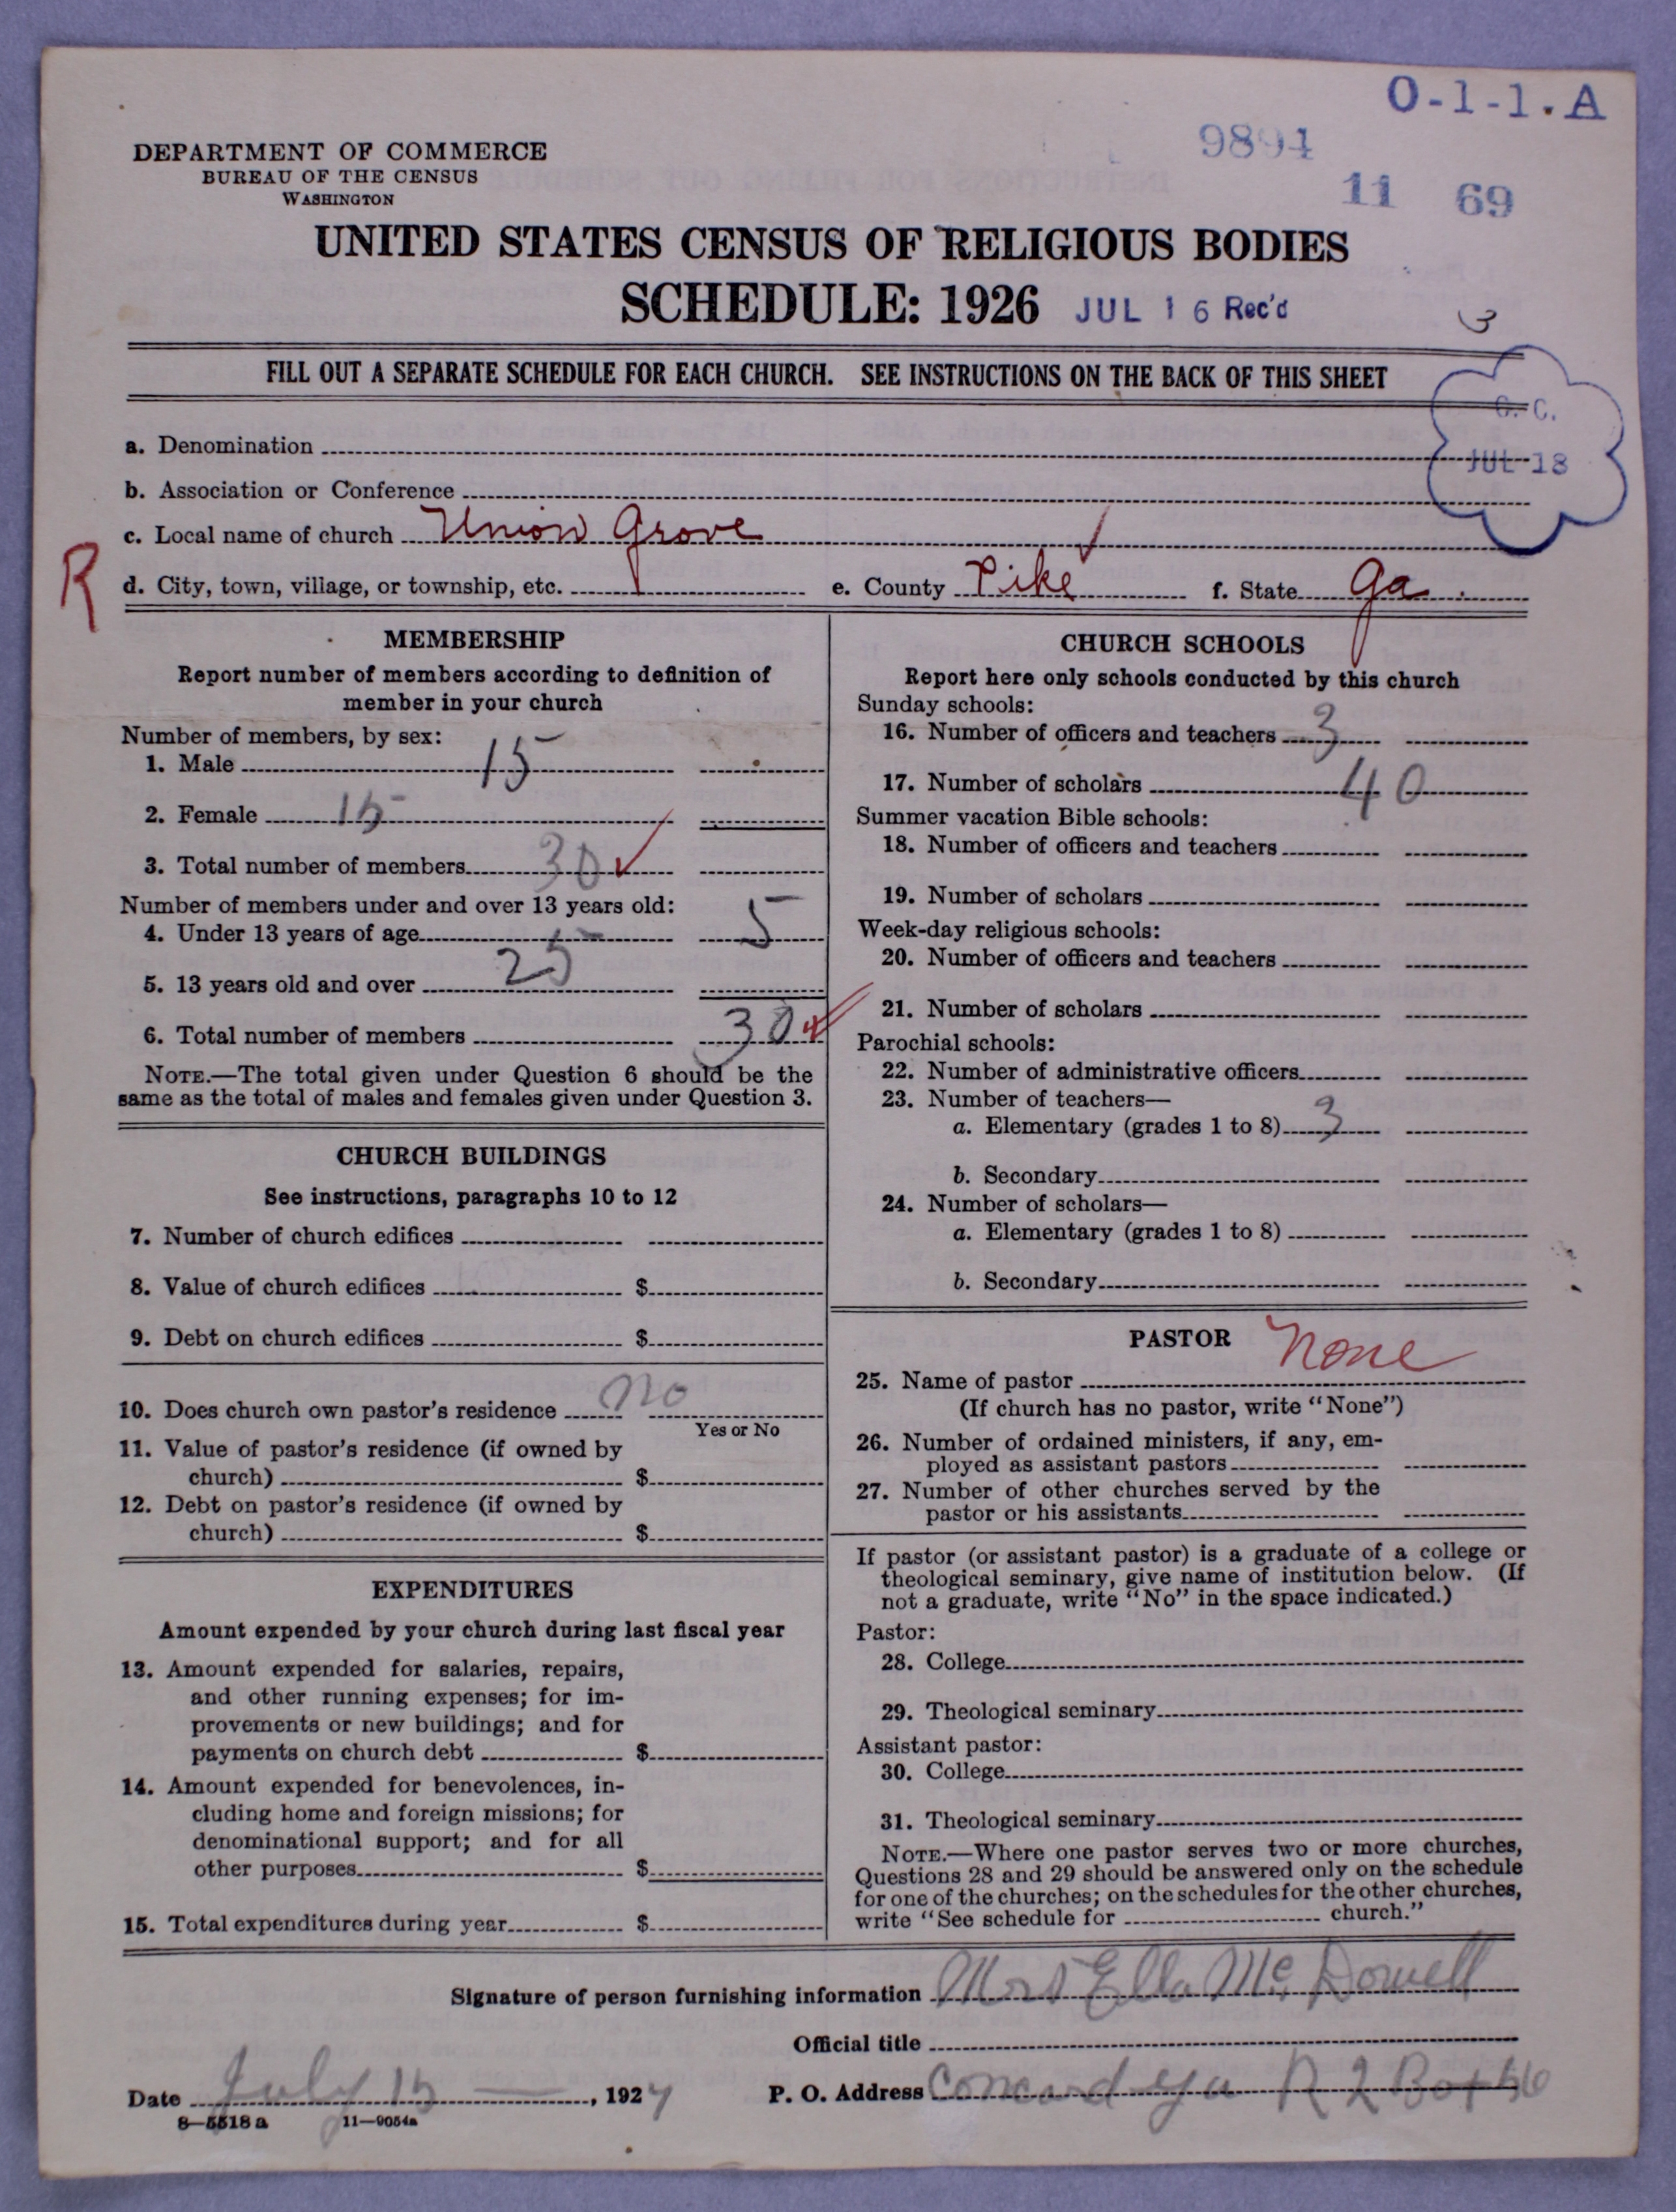 O-1-1.A
9894
11 69
DEPARTMENT OF COMMERCE
BUREAU OF THE CENSUS
WASHINGTON
UNITED STATES CENSUS OF RELIGIOUS BODIES
SCHEDULE: 1926 JUL 16 Rec'd
3
FILL OUT A SEPARATE SCHEDULE FOR EACH CHURCH. SEE INSTRUCTIONS ON THE BACK OF THIS SHEET
G. C.
JUL 18
a. Denomination
b. Association or Conference
c. Local name of church Union Grove
R
d. City, town, village, or township, etc. e. County Pike f. State Ga.
MEMBERSHIP
Report number of members according to definition of
member in your church
Number of members, by sex:
1. Male 15
2. Female 15
3. Total number of members 30 ✓
Number of members under and over 13 years old:
4. Under 13 years of age 5
5. 13 years old and over 25
6. Total number of members 30
NOTE.—The total given under Question 6 should be the
same as the total of males and females given under Question 3.
CHURCH BUILDINGS
See instructions, paragraphs 10 to 12
7. Number of church edifices
8. Value of church edifices $
9. Debt on church edifices $
10. Does church own pastor's residence no
Yes or No
11. Value of pastor's residence (if owned by
church) $
12. Debt on pastor's residence (if owned by
church) $
EXPENDITURES
Amount expended by your church during last fiscal year
13. Amount expended for salaries, repairs,
and other running expenses; for im-
provements or new buildings; and for
payments on church debt $
14. Amount expended for benevolences, in-
cluding home and foreign missions; for
denominational support; and for all
other purposes $
15. Total expenditures during year $
CHURCH SCHOOLS
Report here only schools conducted by this church
Sunday schools:
16. Number of officers and teachers 3
17. Number of scholars 40
Summer vacation Bible schools:
18. Number of officers and teachers
19. Number of scholars
Week-day religious schools:
20. Number of officers and teachers
21. Number of scholars
Parochial schools:
22. Number of administrative officers
23. Number of teachers—
a. Elementary (grades 1 to 8) 3
b. Secondary
24. Number of scholars—
a. Elementary (grades 1 to 8)
b. Secondary
PASTOR
25. Name of pastor None
(If church has no pastor, write "None")
26. Number of ordained ministers, if any, em-
ployed as assistant pastors
27. Number of other churches served by the
pastor or his assistants
If pastor (or assistant pastor) is a graduate of a college or
theological seminary, give name of institution below. (If
not a graduate, write "No" in the space indicated.)
Pastor:
28. College
29. Theological seminary
Assistant pastor:
30. College
31. Theological seminary
NOTE.—Where one pastor serves two or more churches,
Questions 28 and 29 should be answered only on the schedule
for one of the churches; on the schedules for the other churches,
write "See schedule for church."
Signature of person furnishing information Mrs Ella Mc Dowell
Official title
Date July 15, 1927 P. O. Address Concord Ga R 2 Box 56
8-5518 a 11-9054a